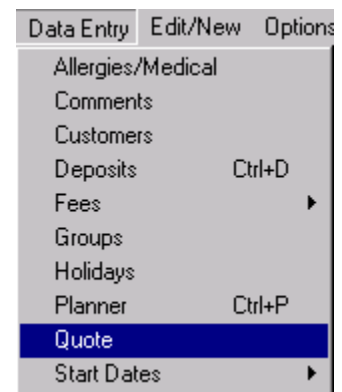 Data Entry Edit/New Options
Allergies/Medical
Comments
Customers
Deposits Ctrl+D
Fees
Groups
Holidays
Planner Ctrl+P
Quote
Start Dates